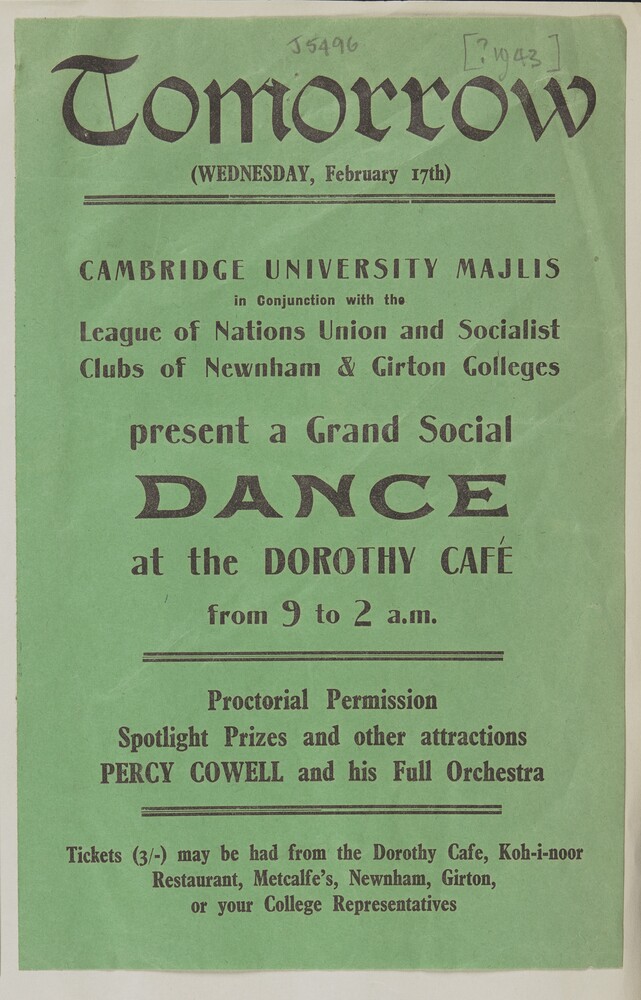 J5496 [? 1943]
Tomorrow
(WEDNESDAY, February 17th)
CAMBRIDGE UNIVERSITY MAJLIS
in Conjunction with the
League of Nations Union and Socialist
Clubs of Newnham & Girton Colleges
present a Grand Social
DANCE
at the DOROTHY CAFÉ
from 9 to 2 a.m.
Proctorial Permission
Spotlight Prizes and other attractions
PERCY COWELL and his Full Orchestra
Tickets (3/-) may be had from the Dorothy Cafe, Koh-i-noor
Restaurant, Metcalfe's, Newnham, Girton,
or your College Representatives